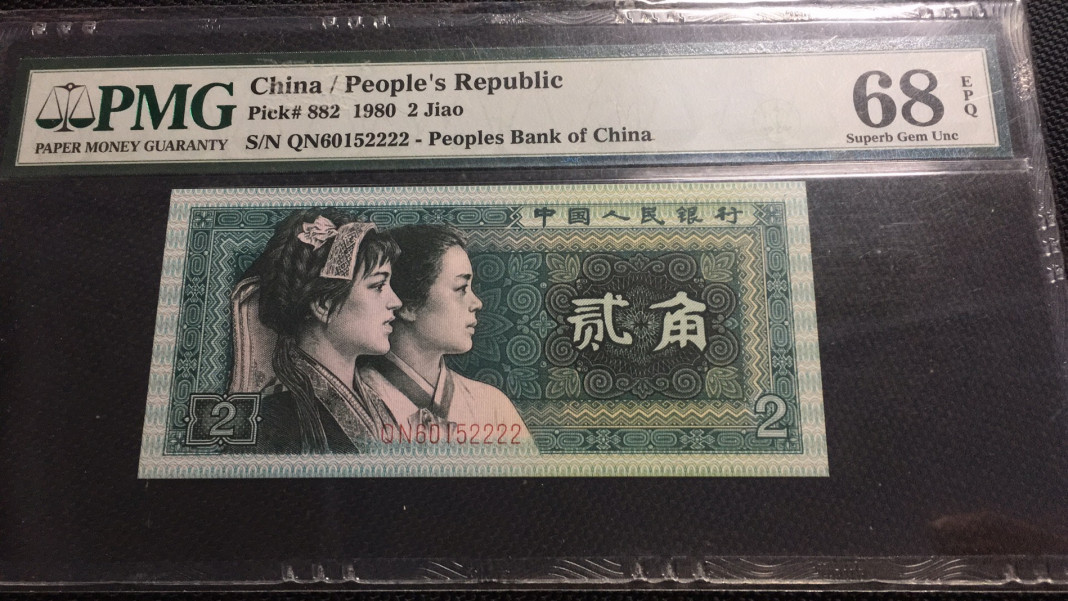 PMG
PAPER MONEY GUARANTY
China / People's Republic
Pick# 882 1980 2 Jiao
S/N QN60152222 - Peoples Bank of China
68
EPQ
Superb Gem Unc
中国人民银行
贰角
2
QN60152222
2